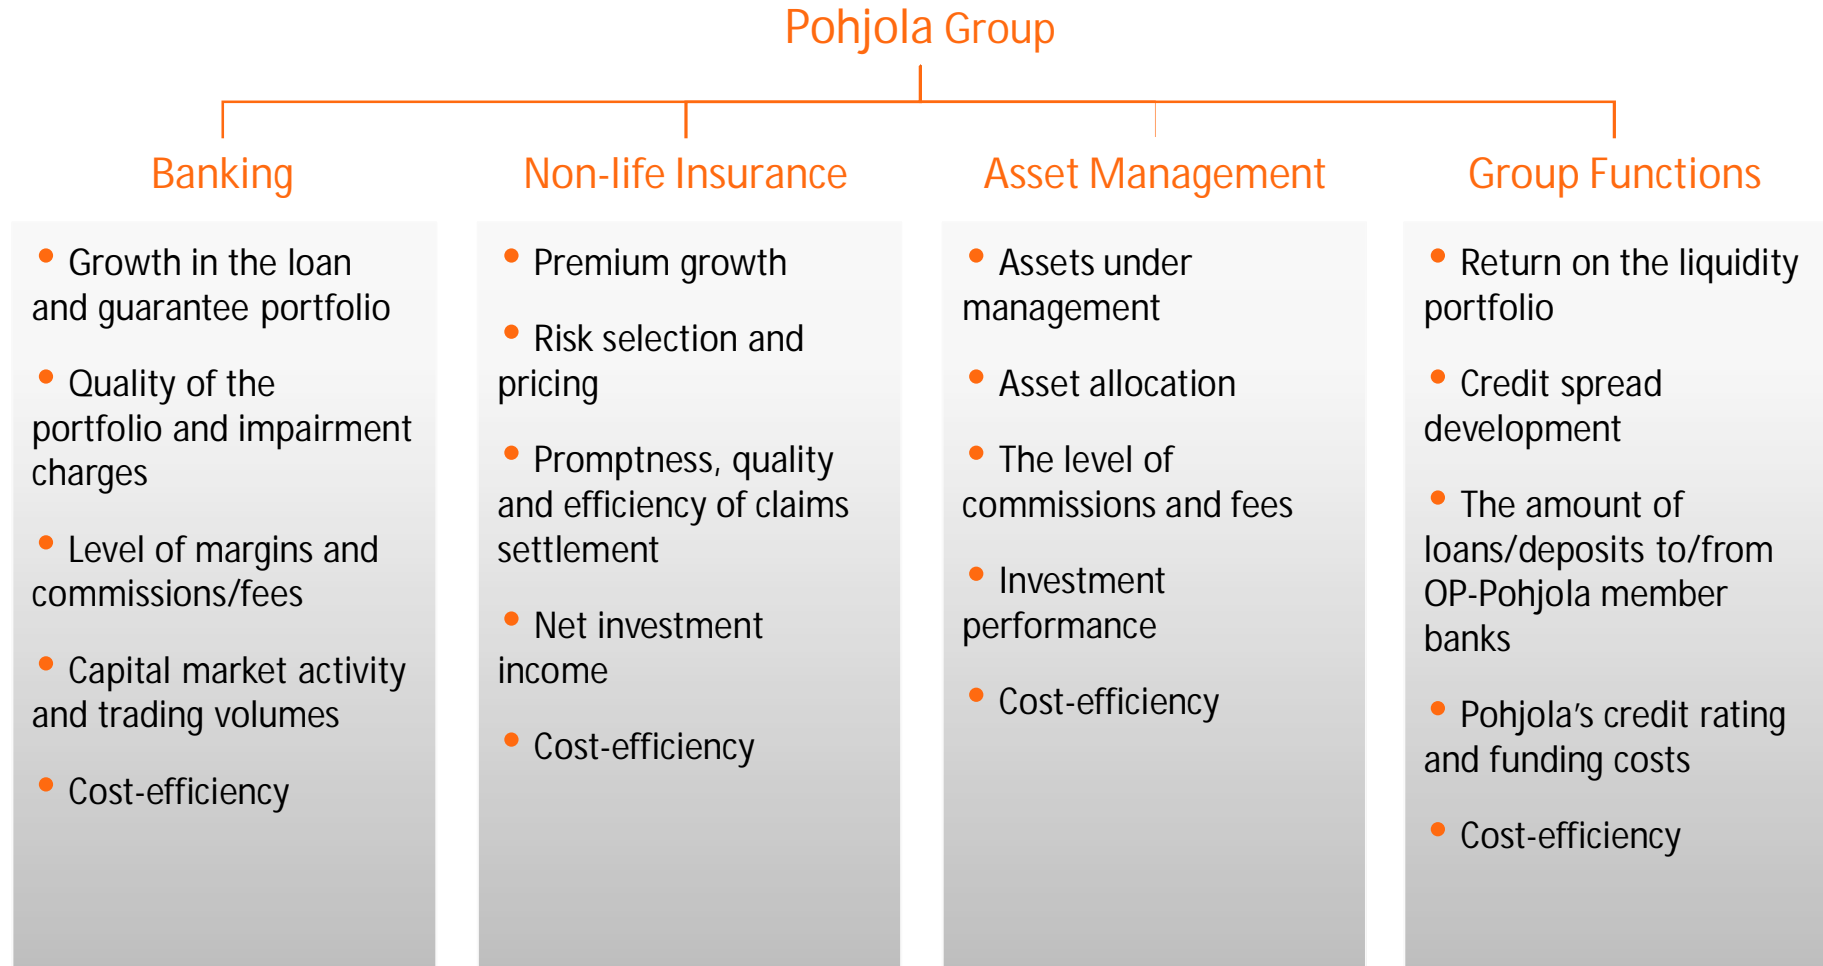 Pohjola Group
Banking
• Growth in the loan
and guarantee portfolio
• Quality of the
portfolio and impairment
charges
• Level of margins and
commissions/fees
• Capital market activity
and trading volumes
• Cost-efficiency
Non-life Insurance
• Premium growth
• Risk selection and
pricing
• Promptness, quality
and efficiency of claims
settlement
• Net investment
income
• Cost-efficiency
Asset Management
• Assets under
management
• Asset allocation
• The level of
commissions and fees
• Investment
performance
• Cost-efficiency
Group Functions
• Return on the liquidity
portfolio
• Credit spread
development
• The amount of
loans/deposits to/from
OP-Pohjola member
banks
• Pohjola’s credit rating
and funding costs
• Cost-efficiency